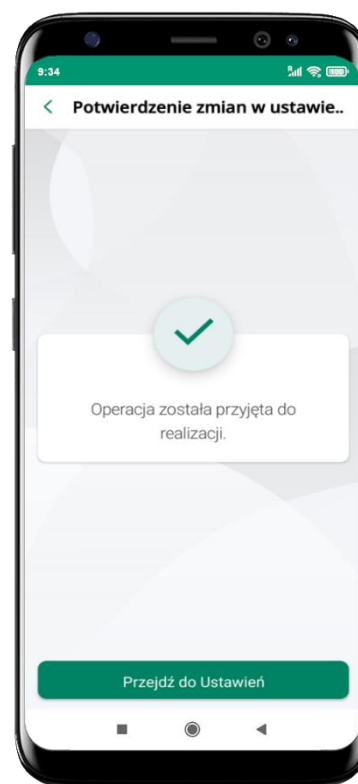 9:34
Potwierdzenie zmian w ustawie..
Operacja została przyjęta do
realizacji.
Przejdź do Ustawień